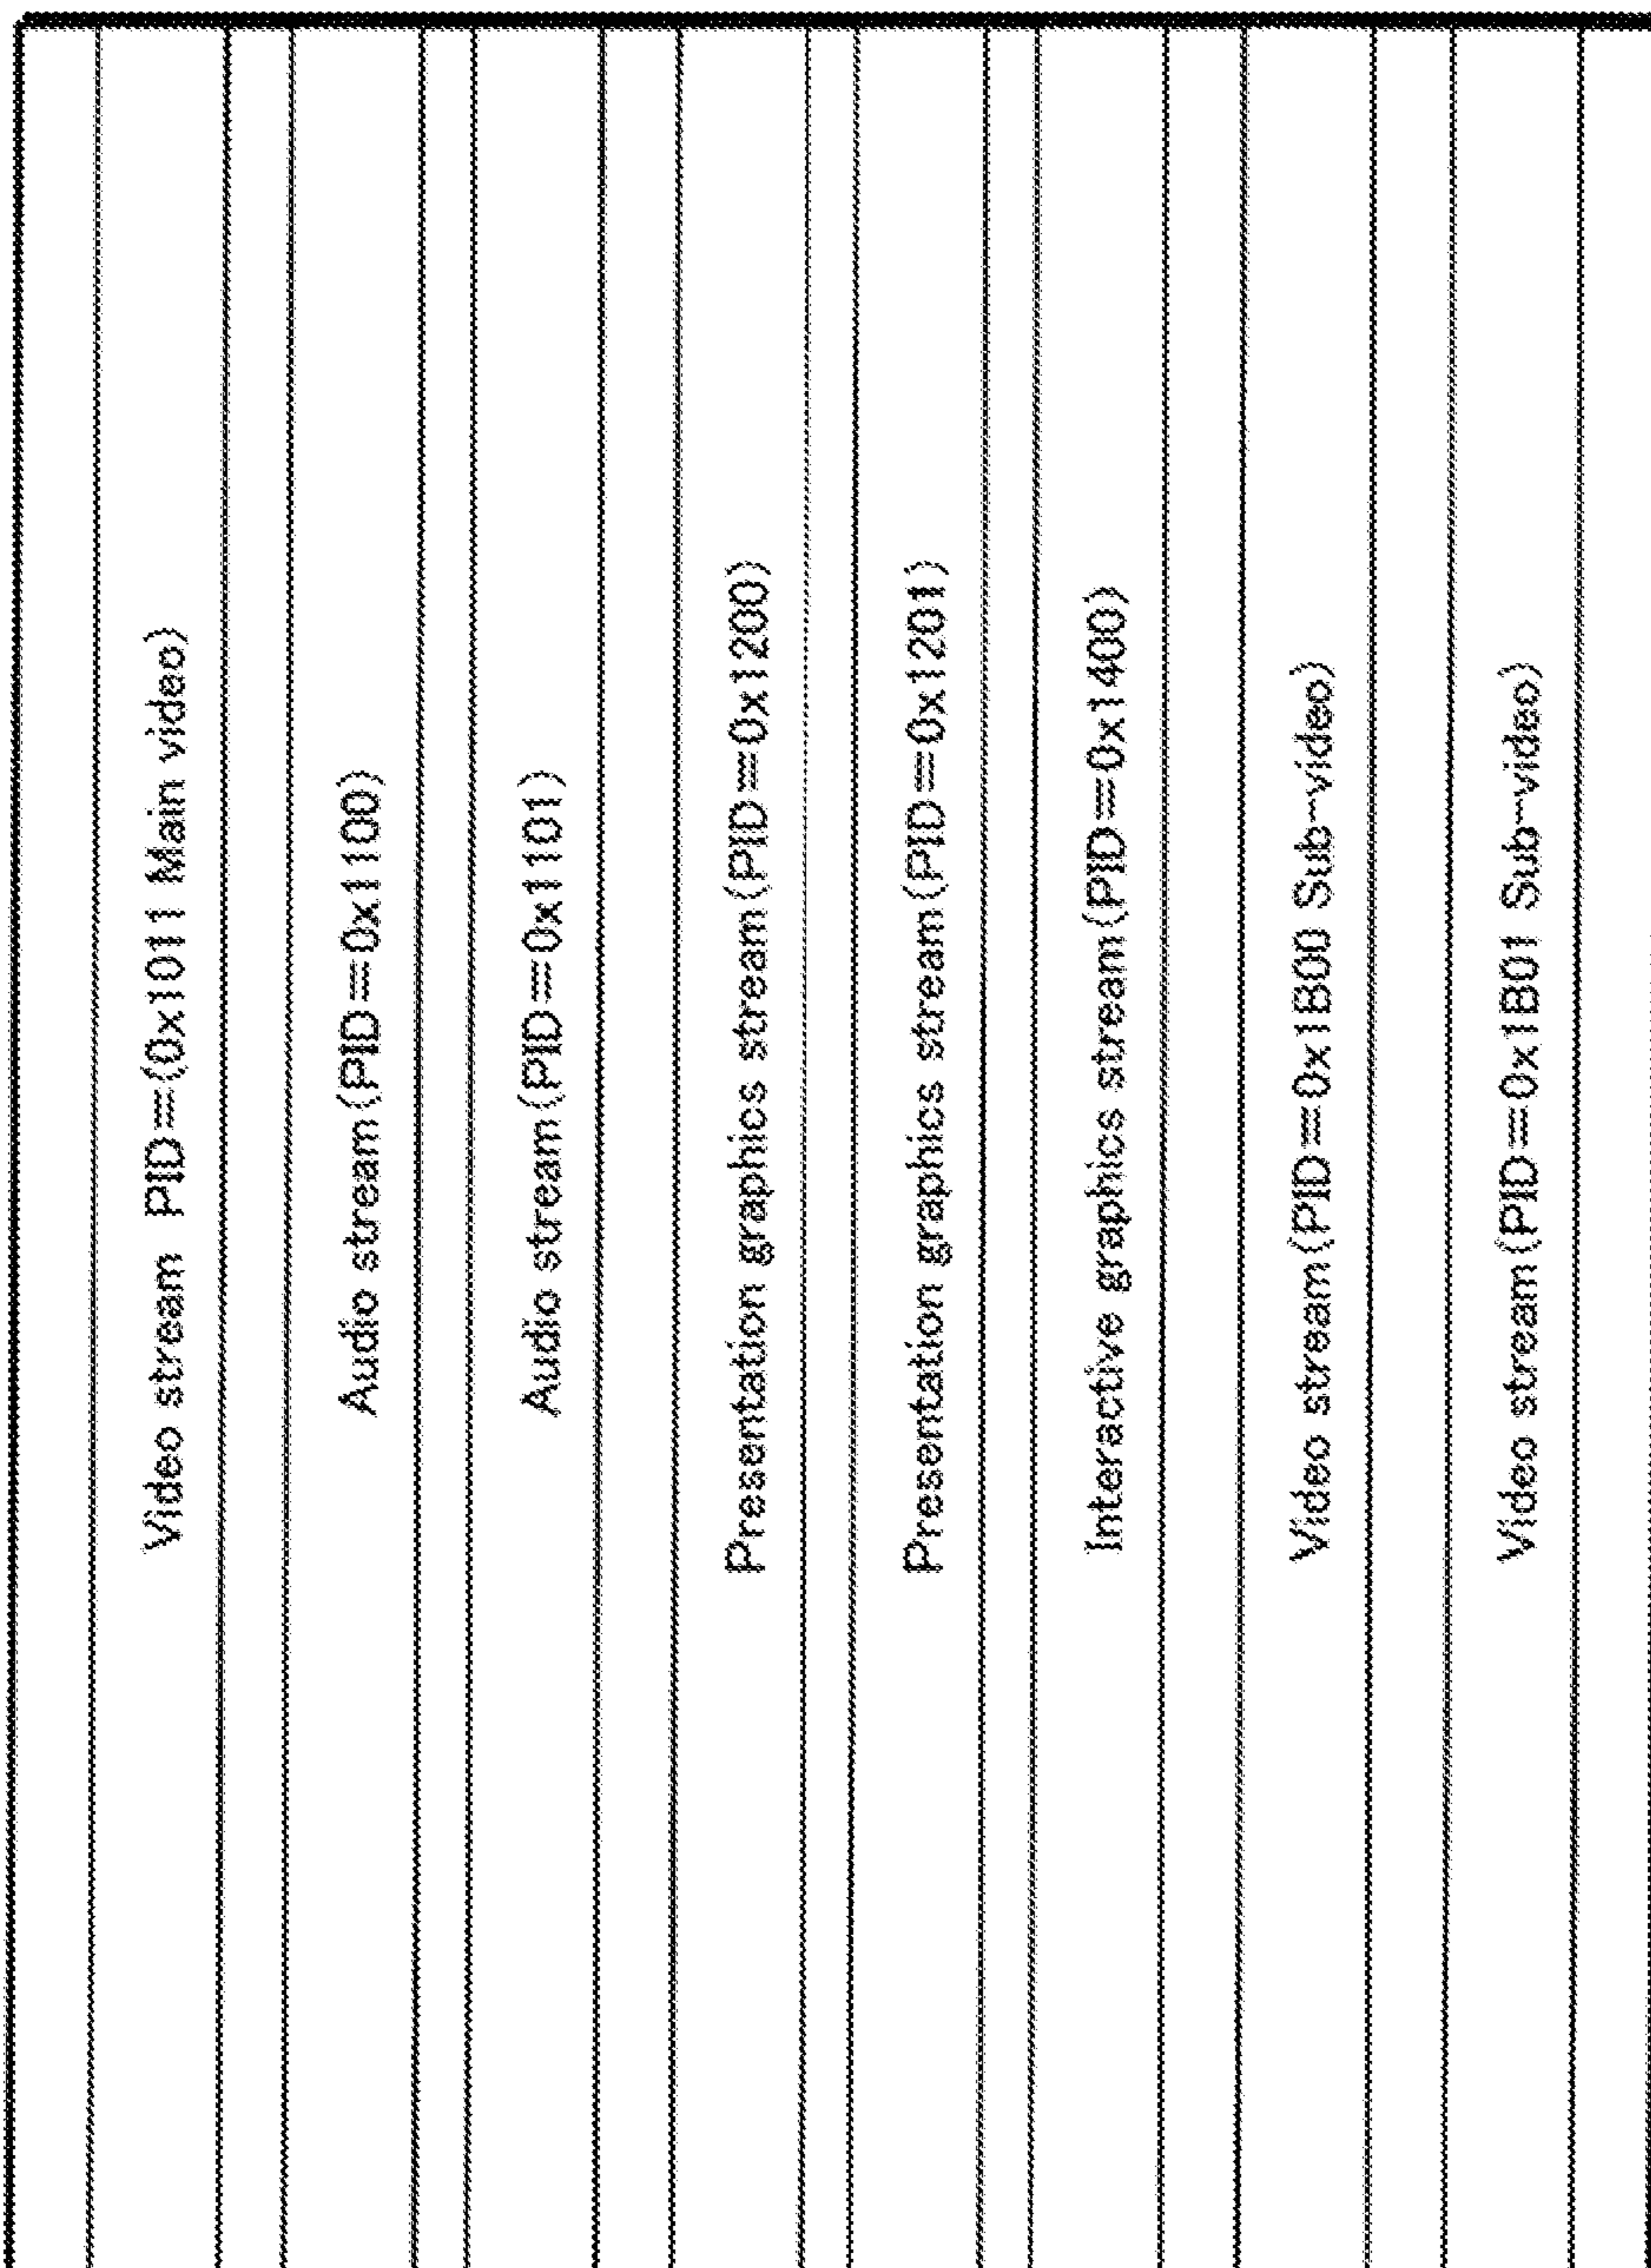 Video stream PID=(0x1011 Main video)
Audio stream(PID=0x1100)
Audio stream(PID=0x1101)
Presentation graphics stream(PID=0x1200)
Presentation graphics stream(PID=0x1201)
Interactive graphics stream(PID=0x1400)
Video stream(PID=0x1B00 Sub-video)
Video stream(PID=0x1B01 Sub-video)